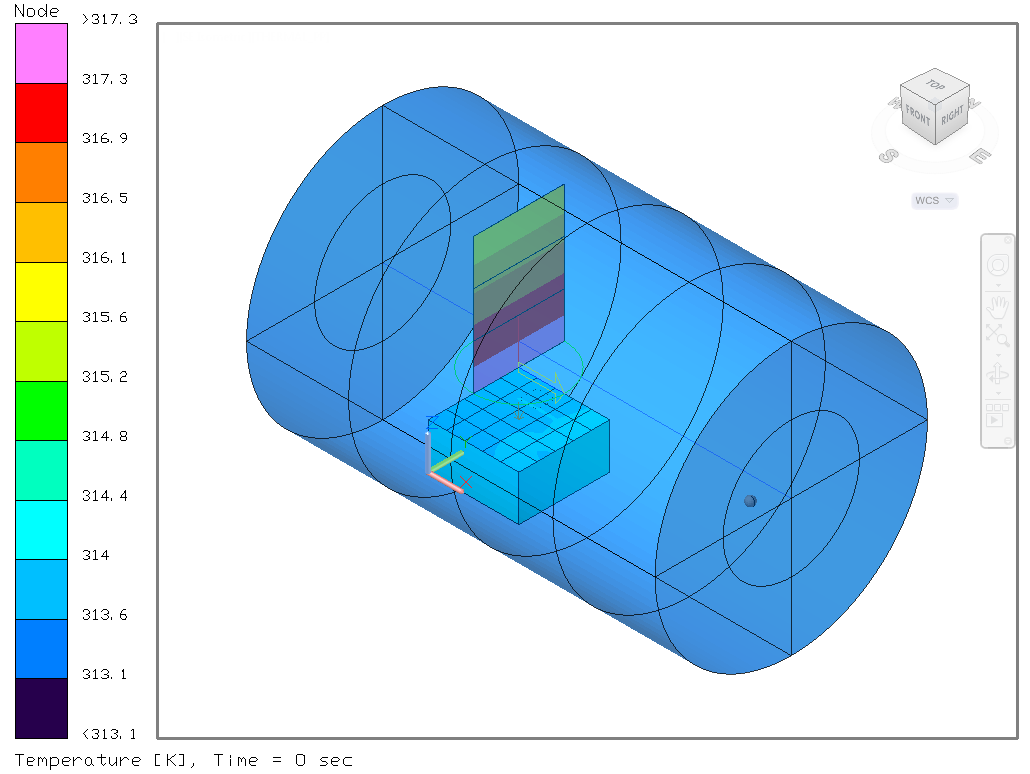 Node
>317.3
317.3
316.9
316.5
316.1
315.6
315.2
314.8
314.4
314
313.6
313.1
<313.1
Temperature [K], Time = 0 sec
TOP
FRONT
RIGHT
S
E
WCS